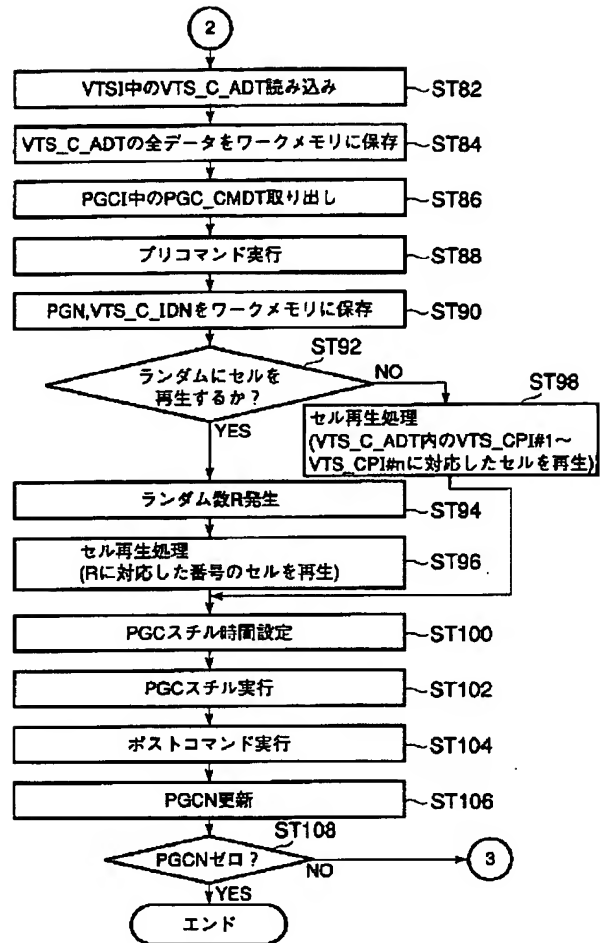 2
VTSI中のVTS_C_ADT読み込み
ST82
VTS_C_ADTの全データをワークメモリに保存
ST84
PGCI中のPGC_CMDT取り出し
ST86
プリコマンド実行
ST88
PGN,VTS_C_IDNをワークメモリに保存
ST90
ST92
ランダムにセルを
再生するか?
NO
YES
ST98
セル再生処理
(VTS_C_ADT内のVTS_CPI#1〜
VTS_CPI#nに対応したセルを再生)
ランダム数R発生
ST94
セル再生処理
(Rに対応した番号のセルを再生)
ST96
PGCスチル時間設定
ST100
PGCスチル実行
ST102
ポストコマンド実行
ST104
PGCN更新
ST106
ST108
PGCNゼロ?
NO
3
YES
エンド